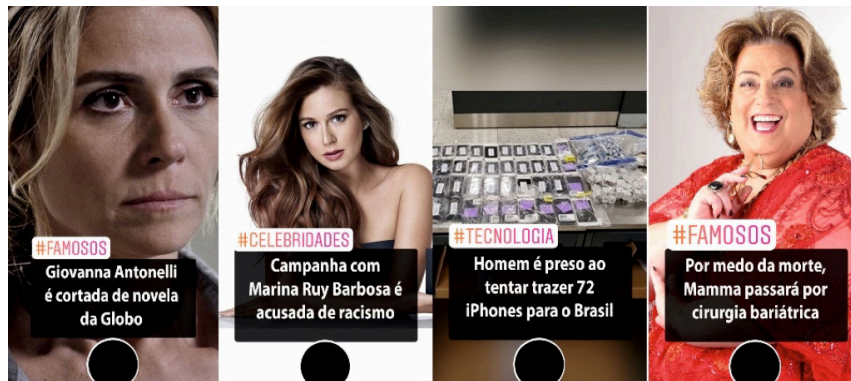 #FAMOSOS
Giovanna Antonelli
é cortada de novela
da Globo
#CELEBRIDADES
Campanha com
Marina Ruy Barbosa é
acusada de racismo
#TECNOLOGIA
Homem é preso ao
tentar trazer 72
iPhones para o Brasil
#FAMOSOS
Por medo da morte,
Mamma passará por
cirurgia bariátrica